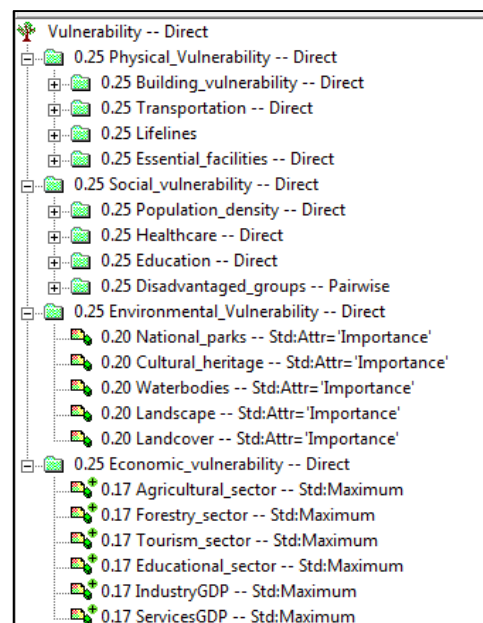 Vulnerability -- Direct
0.25 Physical_Vulnerability -- Direct
0.25 Building_vulnerability -- Direct
0.25 Transportation -- Direct
0.25 Lifelines
0.25 Essential_facilities -- Direct
0.25 Social_vulnerability -- Direct
0.25 Population_density -- Direct
0.25 Healthcare -- Direct
0.25 Education -- Direct
0.25 Disadvantaged_groups -- Pairwise
0.25 Environmental_Vulnerability -- Direct
0.20 National_parks -- Std:Attr='Importance'
0.20 Cultural_heritage -- Std:Attr='Importance'
0.20 Waterbodies -- Std:Attr='Importance'
0.20 Landscape -- Std:Attr='Importance'
0.20 Landcover -- Std:Attr='Importance'
0.25 Economic_vulnerability -- Direct
0.17 Agricultural_sector -- Std:Maximum
0.17 Forestry_sector -- Std:Maximum
0.17 Tourism_sector -- Std:Maximum
0.17 Educational_sector -- Std:Maximum
0.17 IndustryGDP -- Std:Maximum
0.17 ServicesGDP -- Std:Maximum